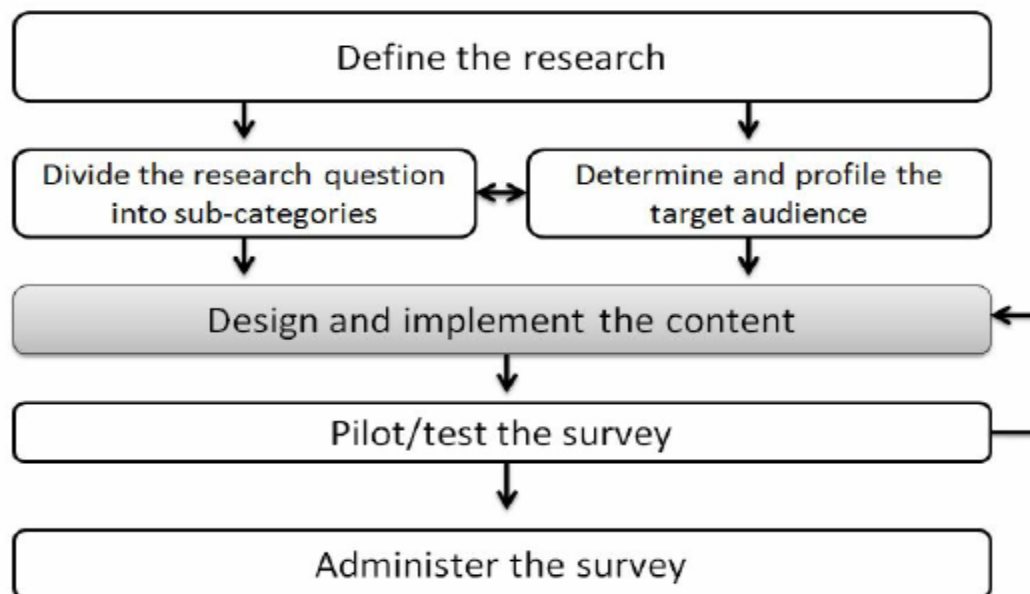 Define the research
Divide the research question
into sub-categories
Determine and profile the
target audience
Design and implement the content
Pilot/test the survey
Administer the survey